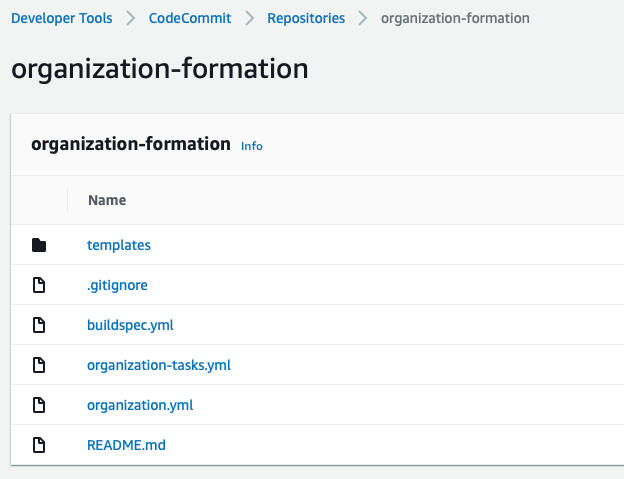 Developer Tools > CodeCommit > Repositories > organization-formation
organization-formation
organization-formation Info
Name
templates
.gitignore
buildspec.yml
organization-tasks.yml
organization.yml
README.md